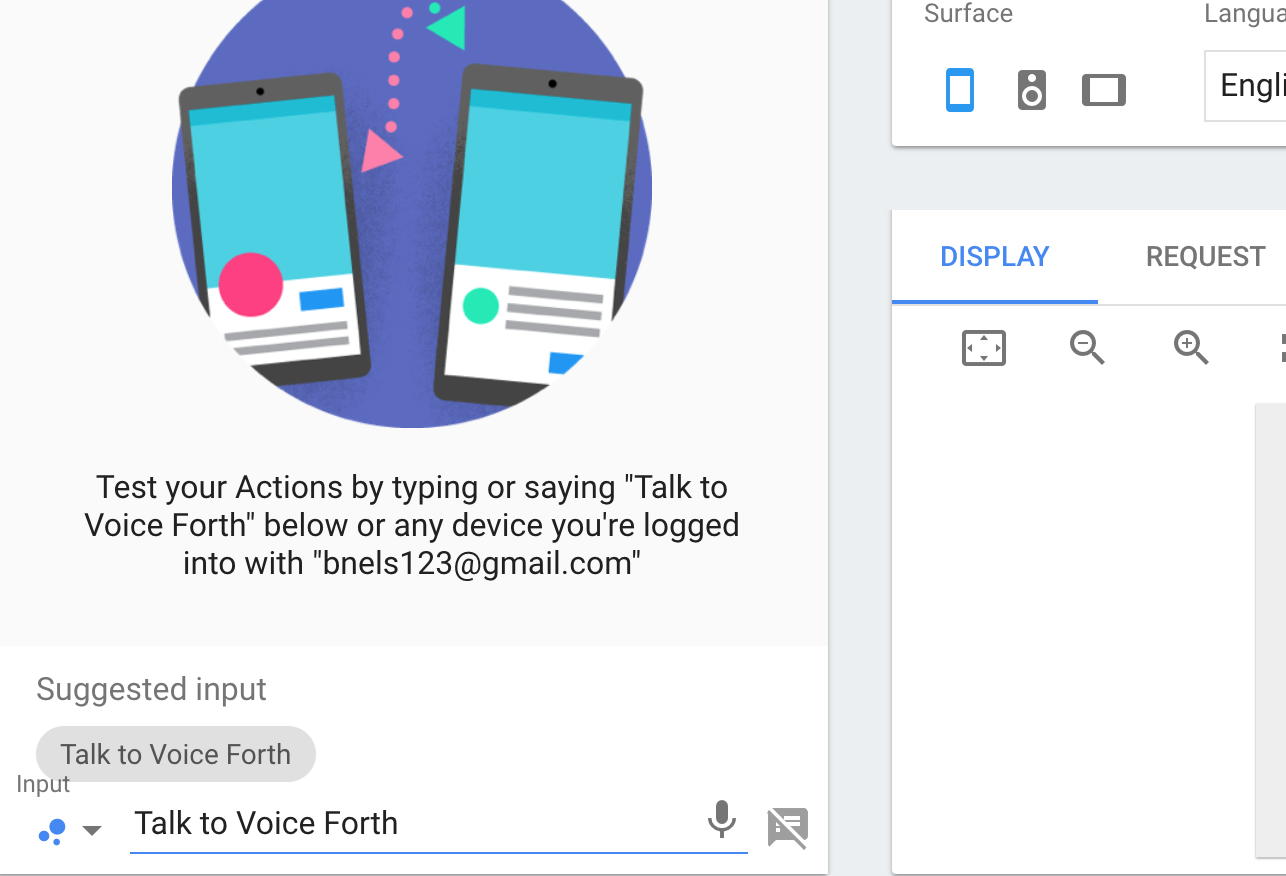 Test your Actions by typing or saying "Talk to
Voice Forth" below or any device you're logged
into with "bnels123@gmail.com"
Suggested input
Talk to Voice Forth
Input
Talk to Voice Forth
Surface
Langua
Engli
DISPLAY
REQUEST